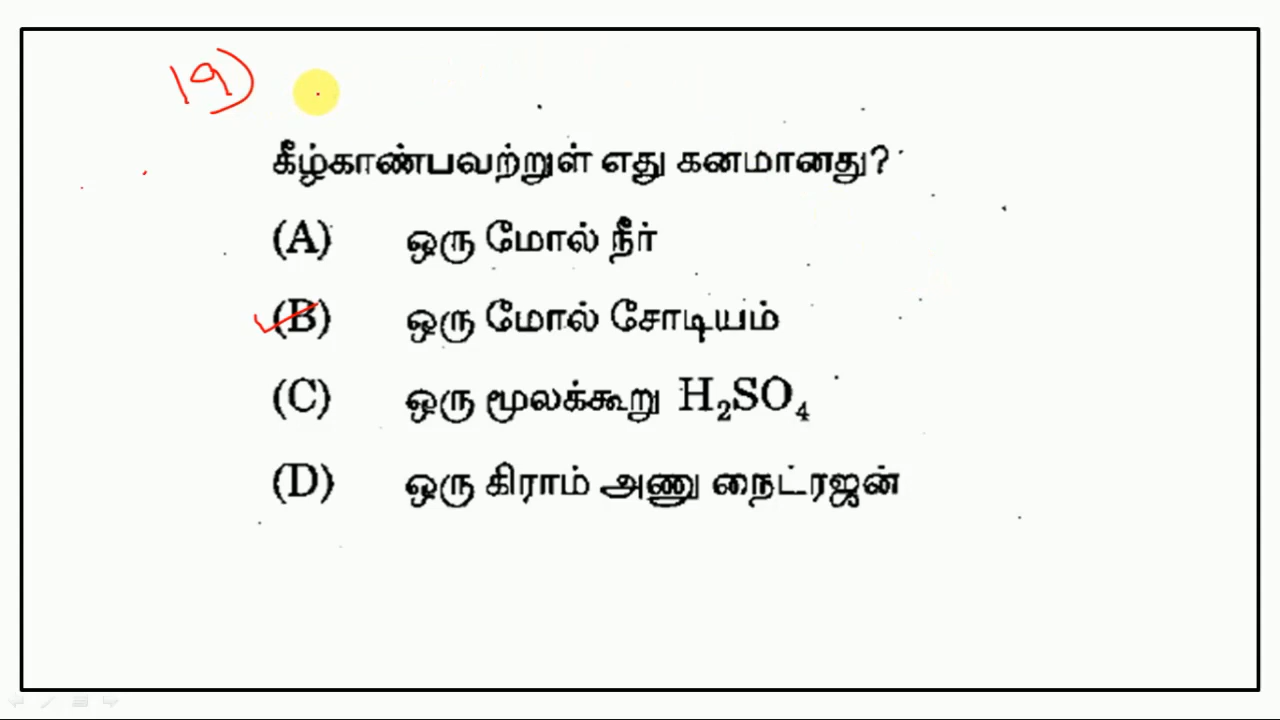 19)
கீழ்காண்பவற்றுள் எது கனமானது?
(A) ஒரு மோல் நீர்
(B) ஒரு மோல் சோடியம்
(C) ஒரு மூலக்கூறு H₂SO₄
(D) ஒரு கிராம் அணு நைட்ரஜன்